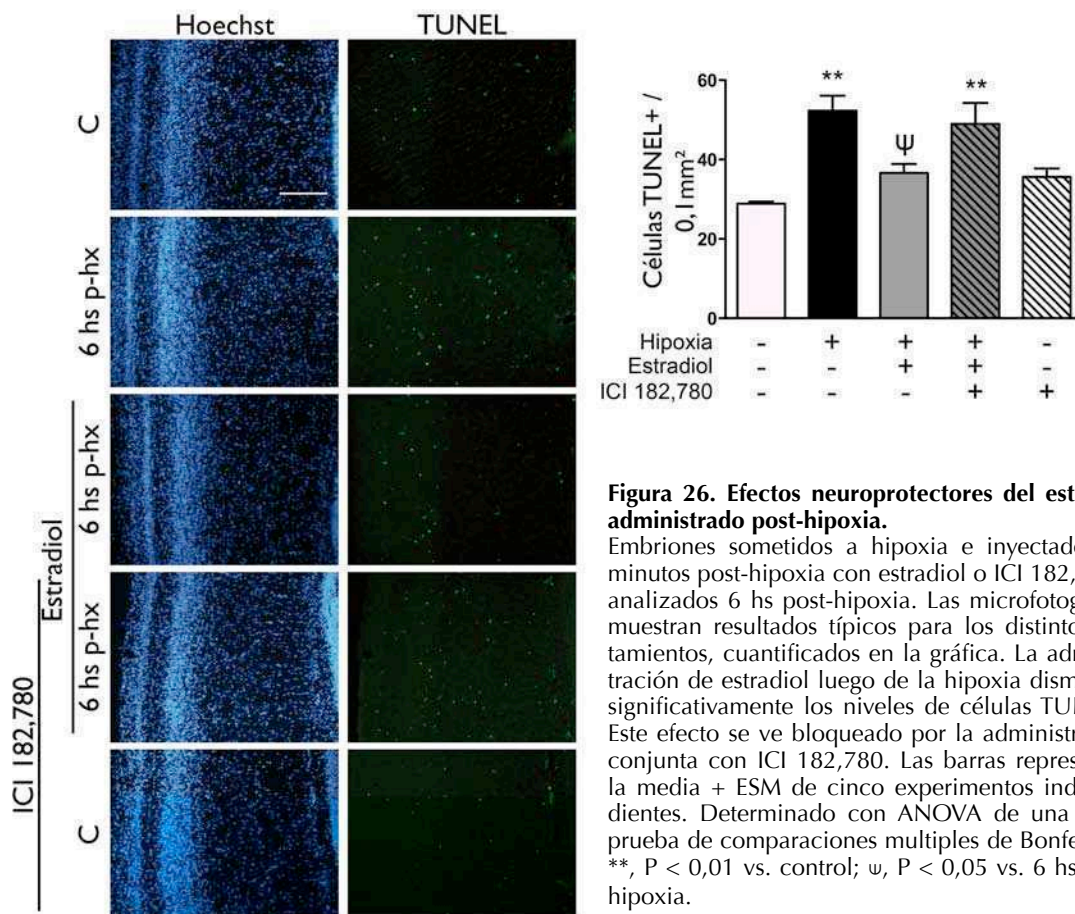 Hoechst TUNEL
C
6 hs p-hx
6 hs p-hx
6 hs p-hx
C
Estradiol
ICI 182,780
Células TUNEL+ /
0,1mm²
60
40
20
0
**
ψ
**
Hipoxia - + + + -
Estradiol - - + + -
ICI 182,780 - - - + +
Figura 26. Efectos neuroprotectores del est
administrado post-hipoxia.
Embriones sometidos a hipoxia e inyectad
minutos post-hipoxia con estradiol o ICI 182,
analizados 6 hs post-hipoxia. Las microfotog
muestran resultados típicos para los distinto
tamientos, cuantificados en la gráfica. La adm
tración de estradiol luego de la hipoxia dism
significativamente los niveles de células TU
Este efecto se ve bloqueado por la administr
conjunta con ICI 182,780. Las barras repres
la media + ESM de cinco experimentos ind
dientes. Determinado con ANOVA de una
prueba de comparaciones multiples de Bonfe
**, P < 0,01 vs. control; ψ, P < 0,05 vs. 6 hs
hipoxia.